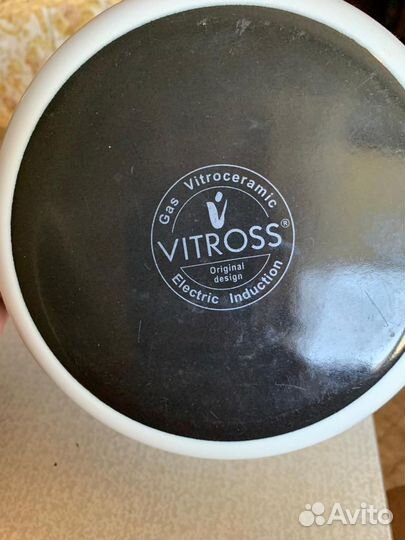 Gas Vitroceramic
VITROSS®
Original
design
Electric Induction
Avito